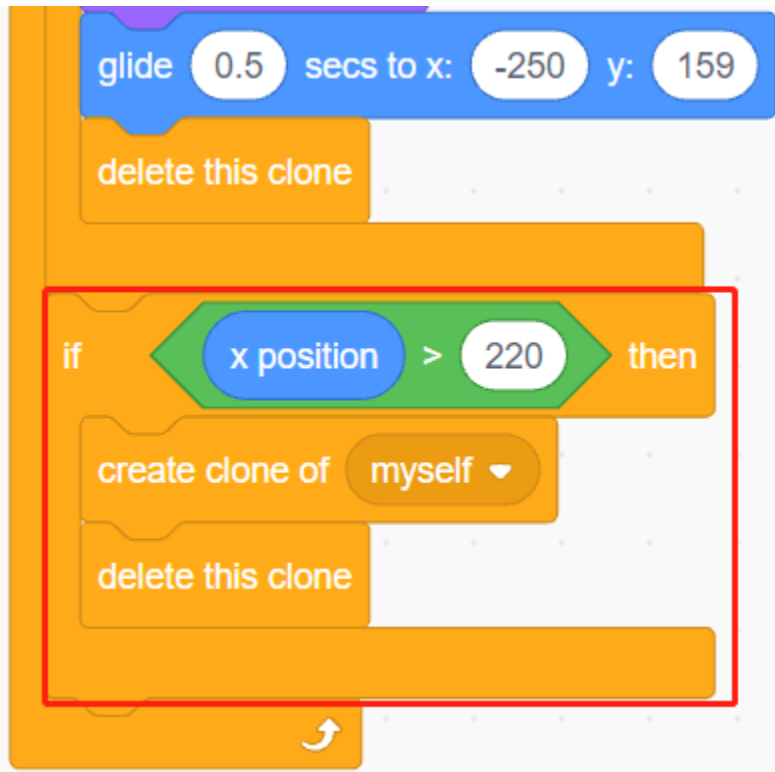 glide 0.5 secs to x: -250 y: 159
delete this clone
if x position > 220 then
create clone of myself
delete this clone